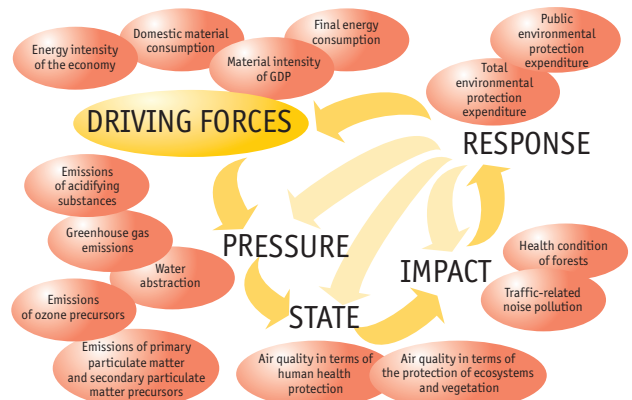 Energy intensity
of the economy
Domestic material
consumption
Material intensity
of GDP
Final energy
consumption
Public
environmental
protection
expenditure
Total
environmental
protection
expenditure
DRIVING FORCES
RESPONSE
Emissions
of acidifying
substances
Greenhouse gas
emissions
Water
abstraction
Emissions
of ozone precursors
Emissions of primary
particulate matter
and secondary particulate
matter precursors
PRESSURE
IMPACT
STATE
Health condition
of forests
Traffic-related
noise pollution
Air quality in terms of
human health
protection
Air quality in terms of
the protection of ecosystems
and vegetation